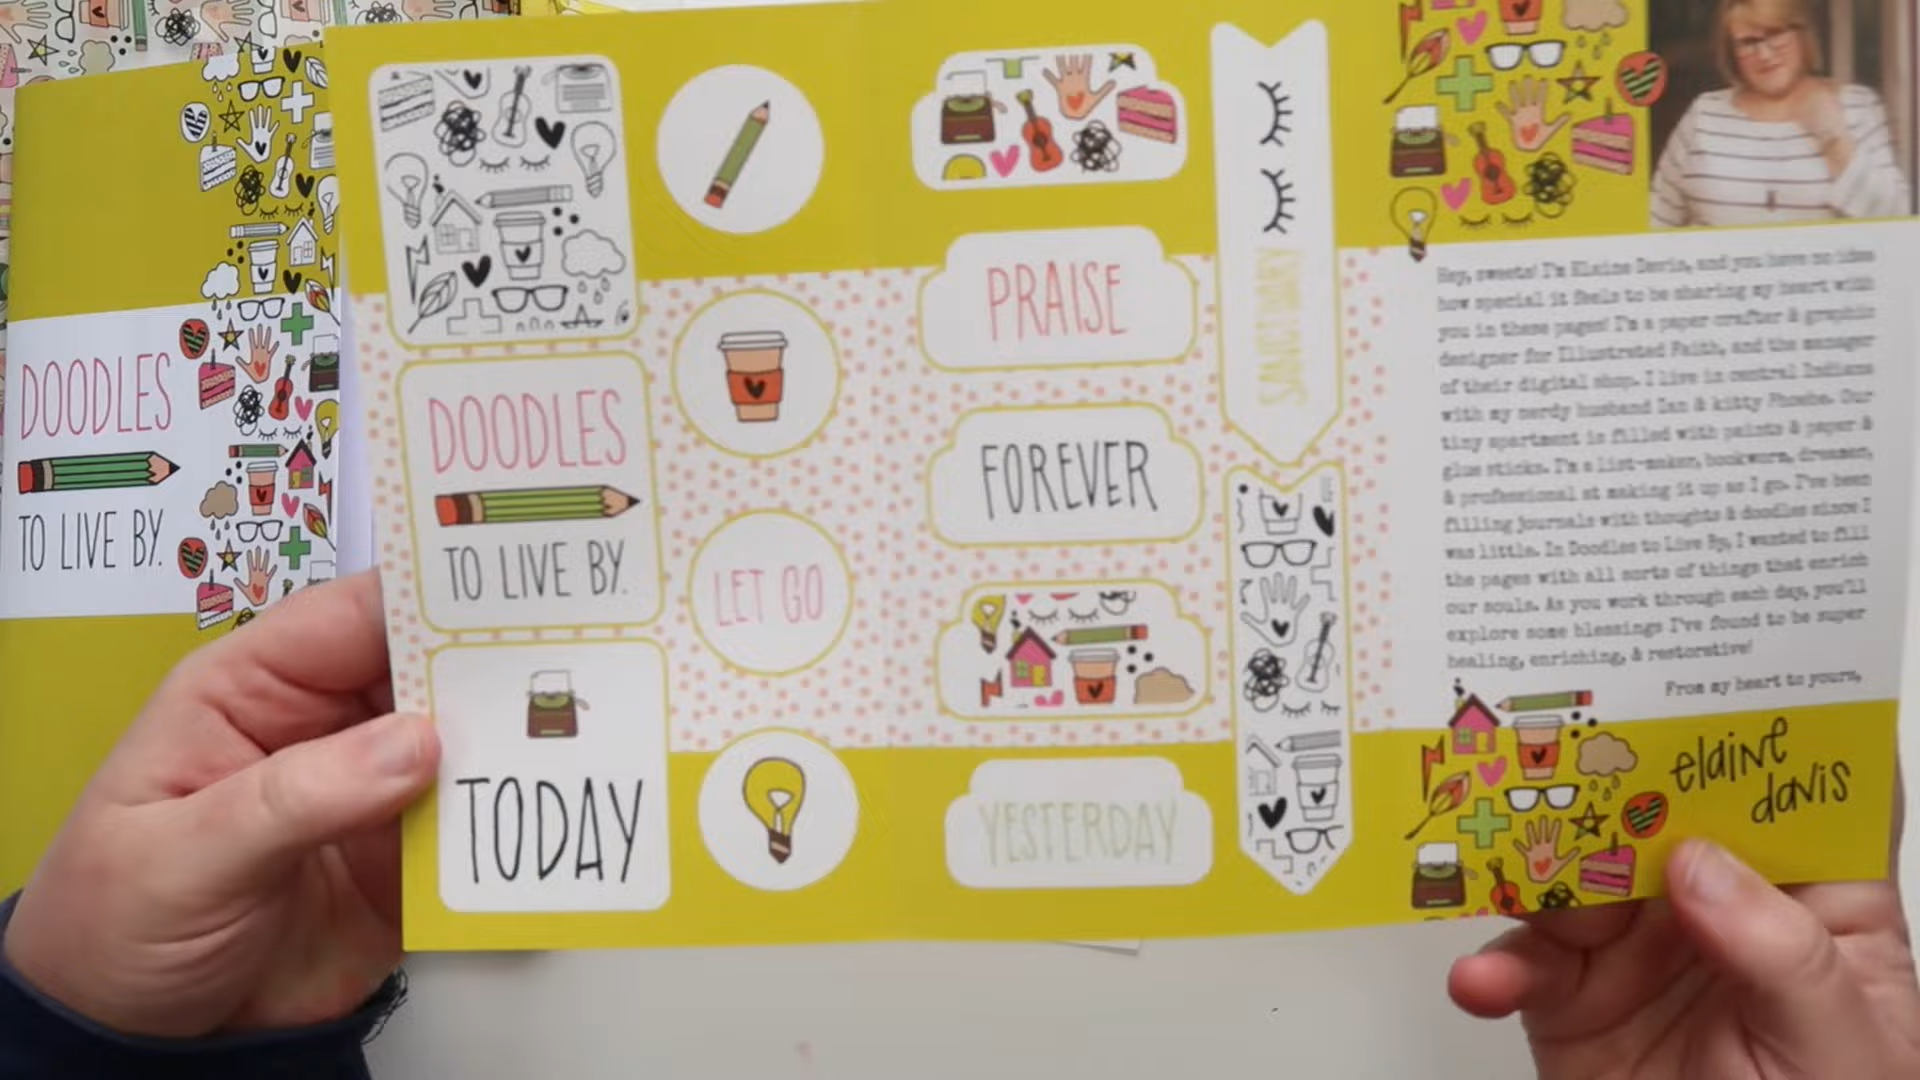 DOODLES
TO LIVE BY.
DOODLES
TO LIVE BY.
TODAY
LET GO
PRAISE
FOREVER
YESTERDAY
SANCTUARY
Hey, sweets! I'm Elaine Davis, and you have no idea
how special it feels to be sharing my heart with
you in these pages! I'm a paper crafter & graphic
designer for Illustrated Faith, and the manager
of their digital shop. I live in central Indiana
with my nerdy husband Ian & kitty Phoebe. Our
tiny apartment is filled with paints & paper &
glue sticks. I'm a list-maker, bookworm, dreamer,
& professional at making it up as I go. I've been
filling journals with thoughts & doodles since I
was little. In Doodles to Live By, I wanted to fill
the pages with all sorts of things that enrich
our souls. As you work through each day, you'll
explore some blessings I've found to be super
healing, enriching, & restorative!
From my heart to yours,
elaine
davis